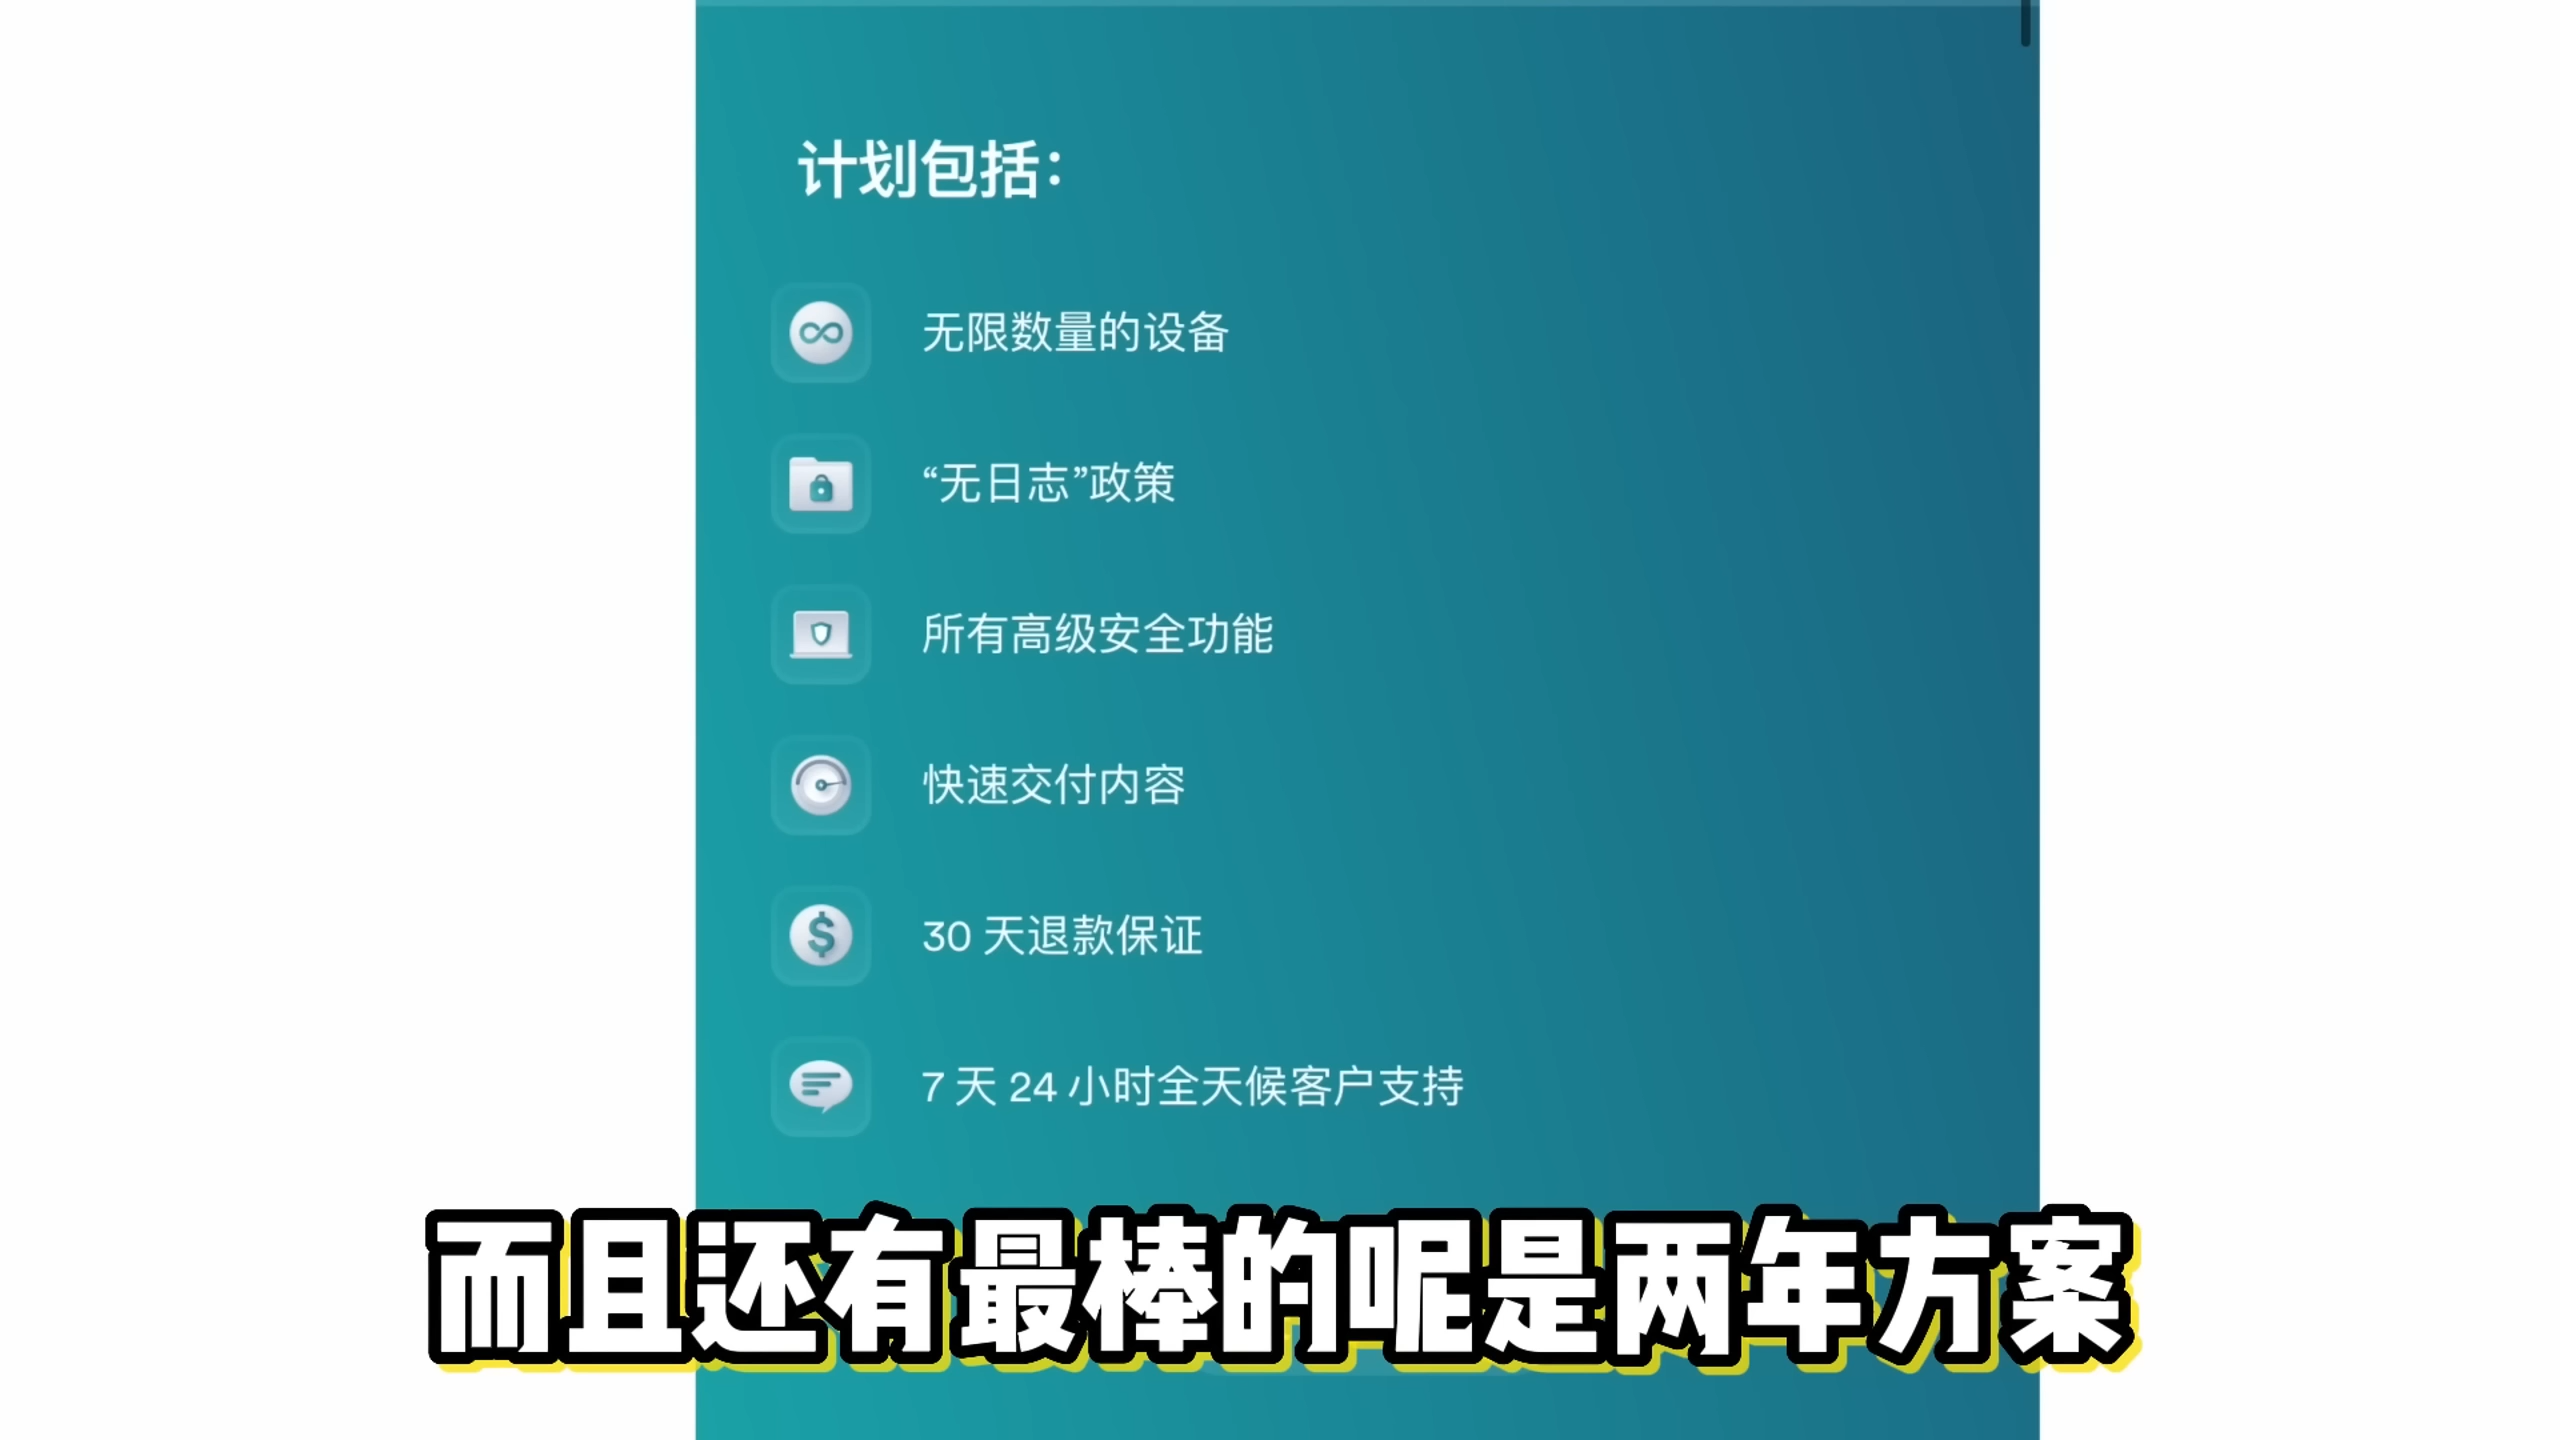 计划包括：
无限数量的设备
“无日志”政策
所有高级安全功能
快速交付内容
30 天退款保证
7 天 24 小时全天候客户支持
而且还有最棒的呢是两年方案